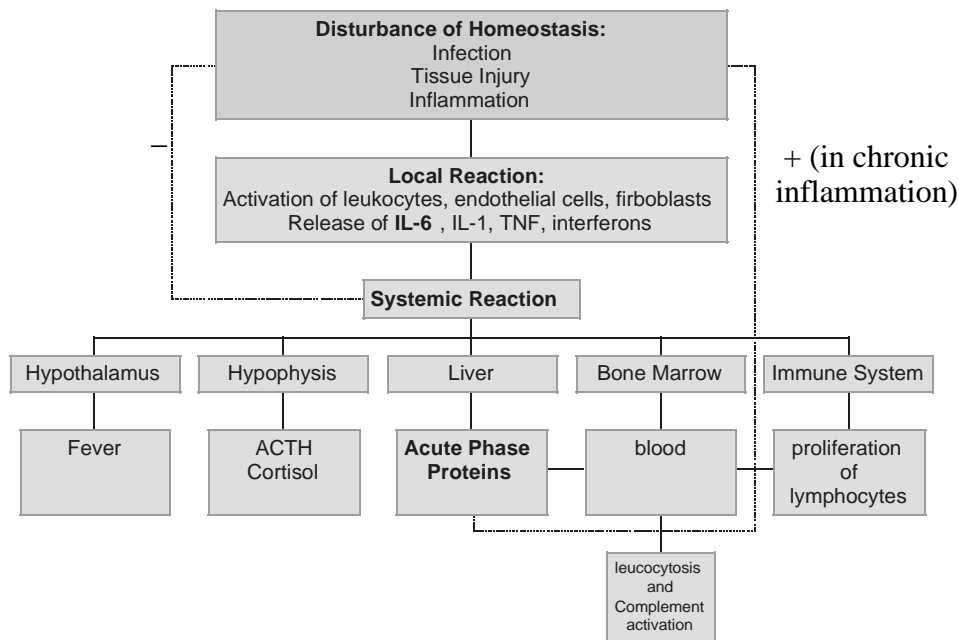 Disturbance of Homeostasis:
Infection
Tissue Injury
Inflammation
–
+ (in chronic
inflammation)
Local Reaction:
Activation of leukocytes, endothelial cells, firboblasts
Release of IL-6 , IL-1, TNF, interferons
Systemic Reaction
Hypothalamus
Hypophysis
Liver
Bone Marrow
Immune System
Fever
ACTH
Cortisol
Acute Phase
Proteins
blood
proliferation
of
lymphocytes
leucocytosis
and
Complement
activation